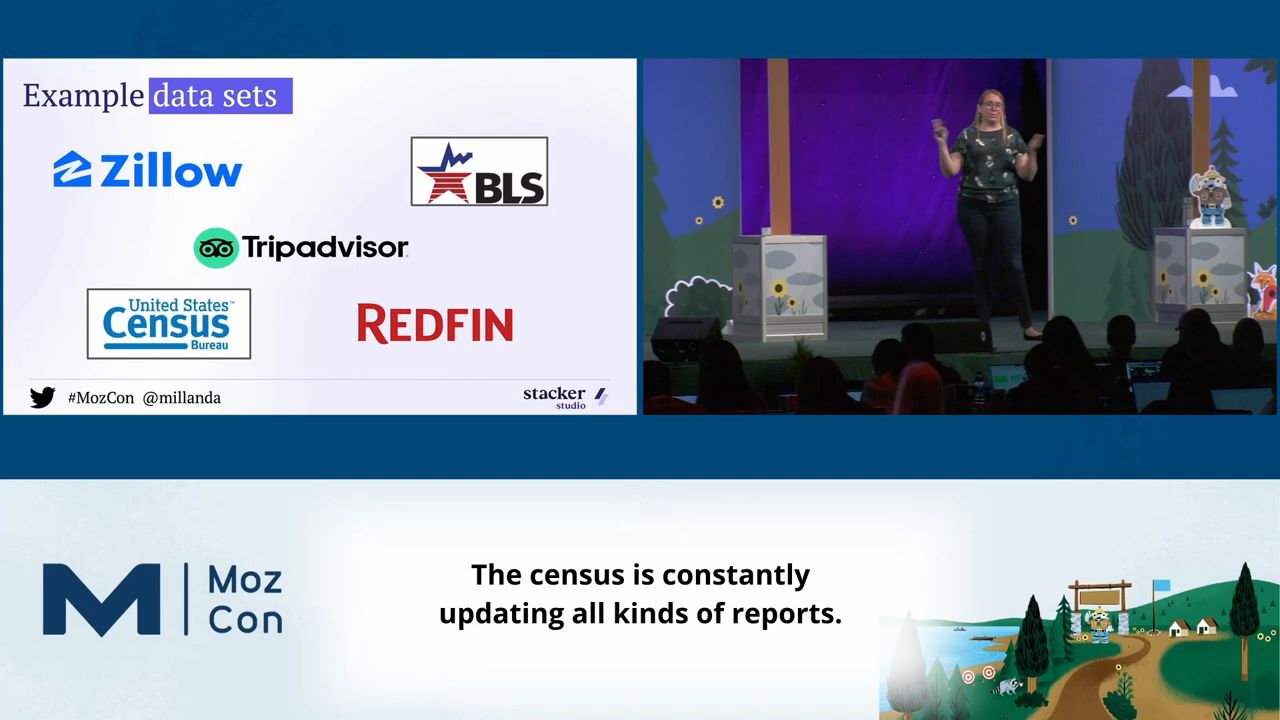 Example data sets
Zillow
BLS
Tripadvisor
United States™
Census
Bureau
REDFIN
#MozCon @millanda
stacker
studio
The census is constantly
updating all kinds of reports.
Moz
Con